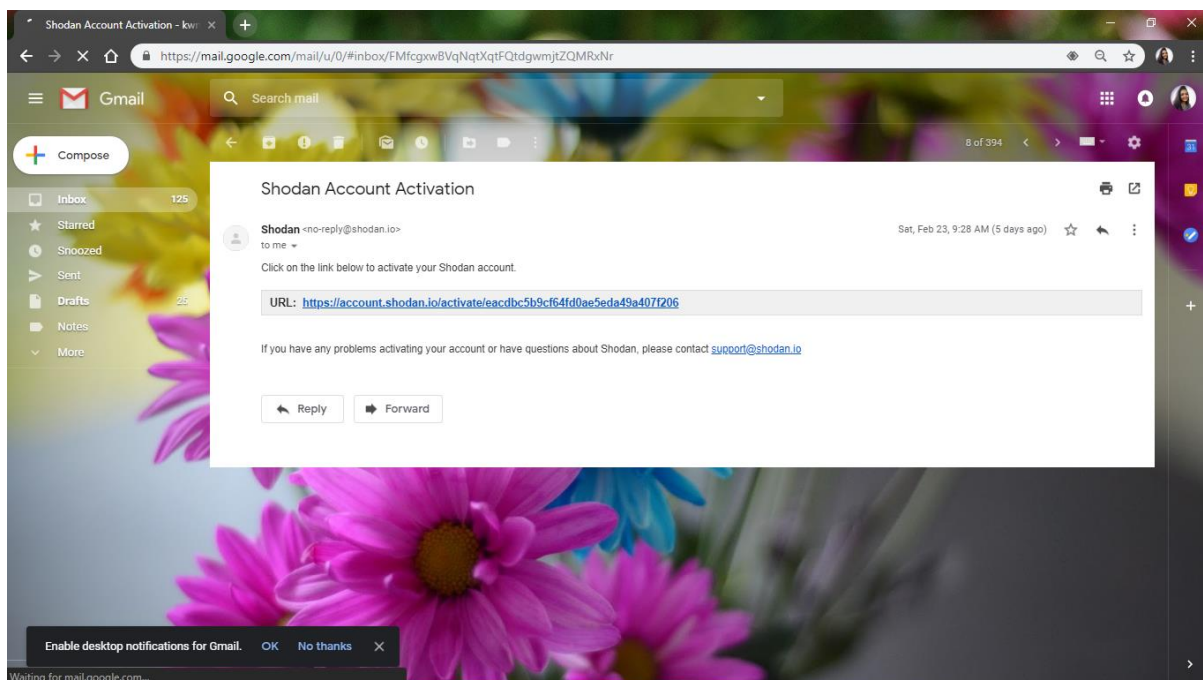 Shodan Account Activation - kwr
https://mail.google.com/mail/u/0/#inbox/FMfcgxwBVqNqtXqtFQtdgwmjtZQMRxNr
Gmail
Search mail
Compose
8 of 394
31
Inbox 125
Starred
Snoozed
Sent
Drafts 25
Notes
More
Shodan Account Activation
Shodan <no-reply@shodan.io>
Sat, Feb 23, 9:28 AM (5 days ago)
to me
Click on the link below to activate your Shodan account.
URL: https://account.shodan.io/activate/eacdbc5b9cf64fd0ae5eda49a407f206
If you have any problems activating your account or have questions about Shodan, please contact support@shodan.io
Reply Forward
Enable desktop notifications for Gmail. OK No thanks
Waiting for mail.google.com...